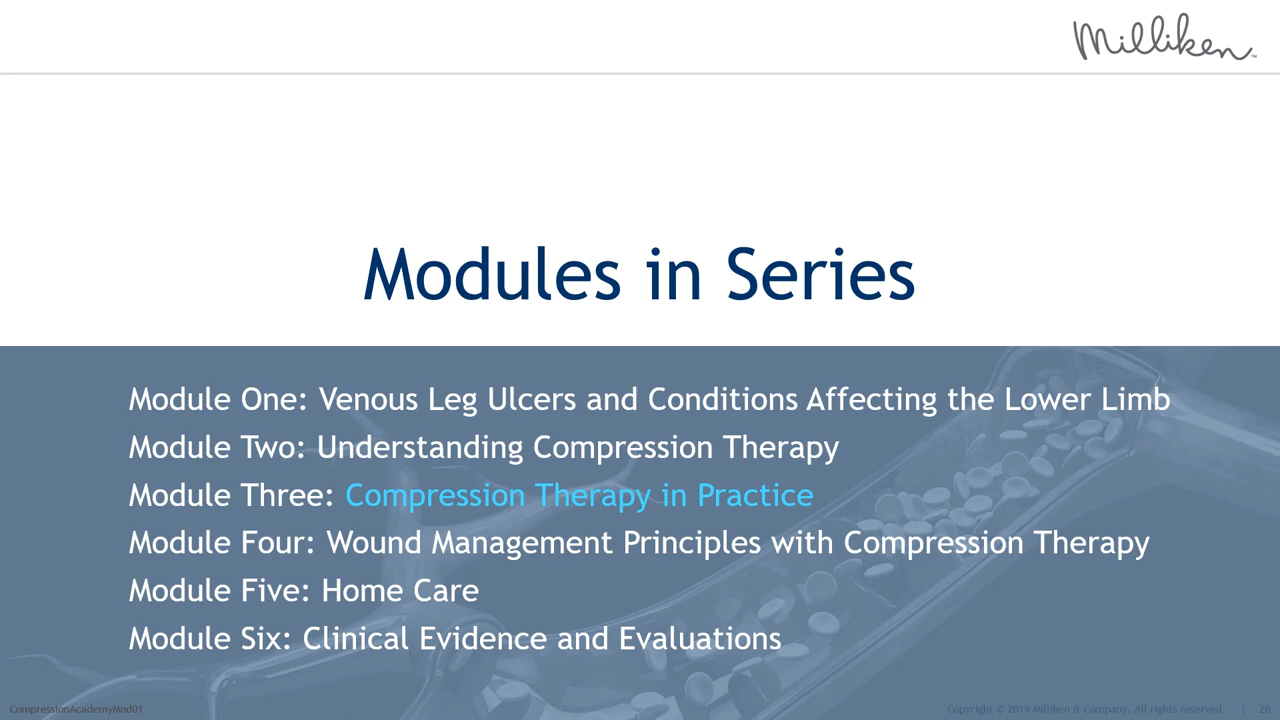 Milliken™
Modules in Series
Module One: Venous Leg Ulcers and Conditions Affecting the Lower Limb
Module Two: Understanding Compression Therapy
Module Three: Compression Therapy in Practice
Module Four: Wound Management Principles with Compression Therapy
Module Five: Home Care
Module Six: Clinical Evidence and Evaluations
CompressionAcademyMod01
Copyright © 2019 Milliken & Company. All rights reserved | 26